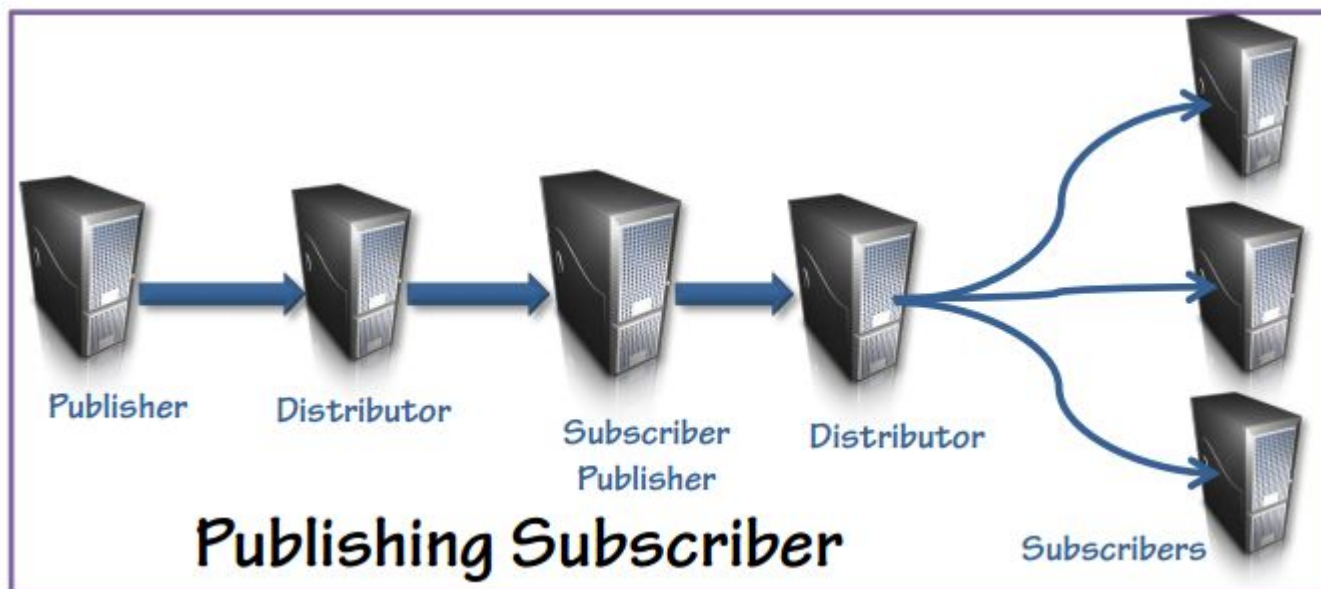 Publisher
Distributor
Subscriber
Publisher
Distributor
Subscribers
Publishing Subscriber